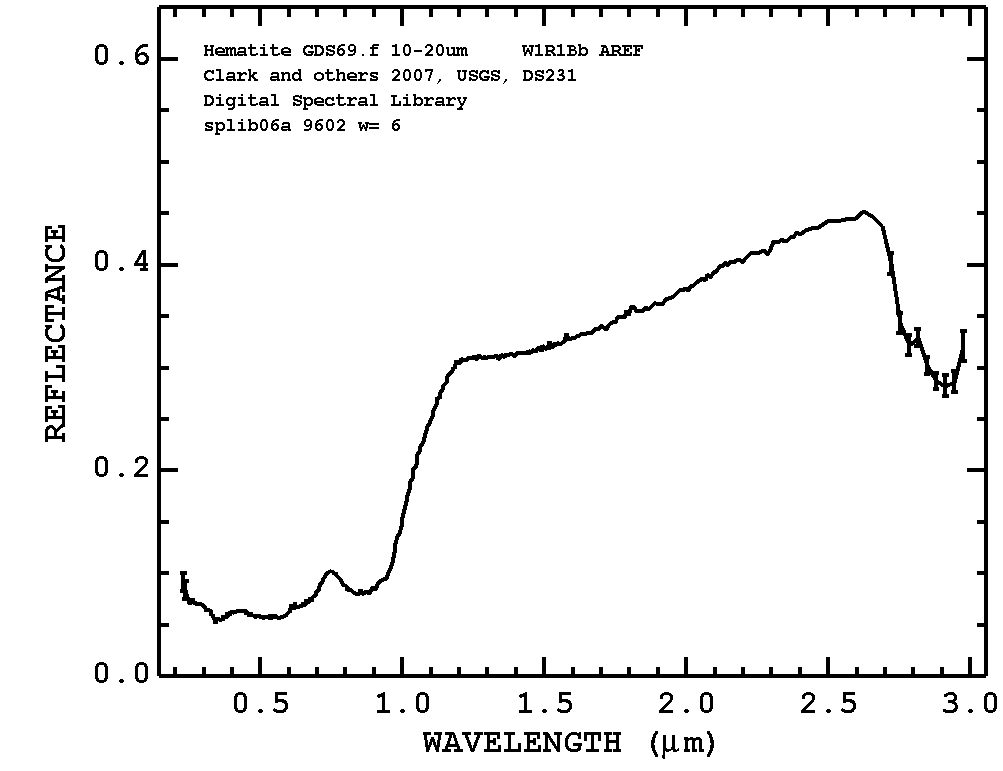 Hematite GDS69.f 10-20um W1R1Bb AREF
Clark and others 2007, USGS, DS231
Digital Spectral Library
splib06a 9602 w= 6
REFLECTANCE
0.6
0.4
0.2
0.0
0.5 1.0 1.5 2.0 2.5 3.0
WAVELENGTH (μm)